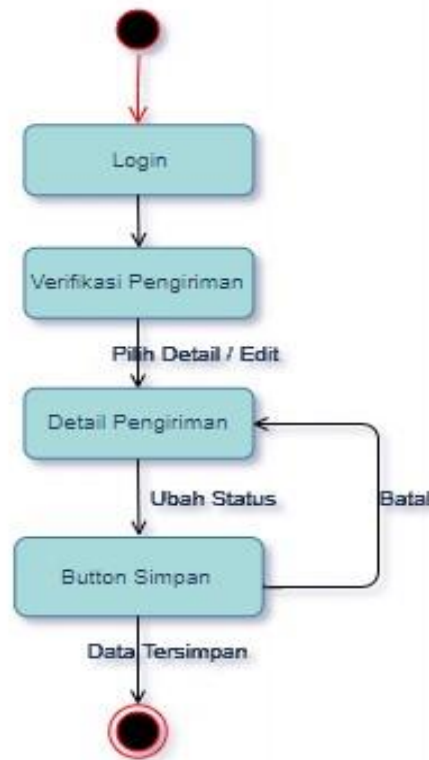 Login
Verifikasi Pengiriman
Pilih Detail / Edit
Detail Pengiriman
Ubah Status
Batal
Button Simpan
Data Tersimpan